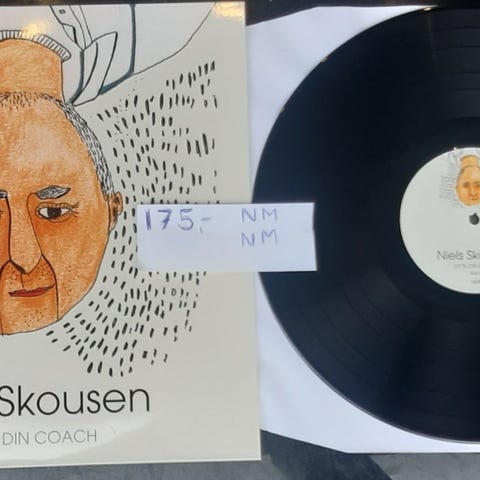 175,- NM
NM
Skousen
DIN COACH
Niels Sk